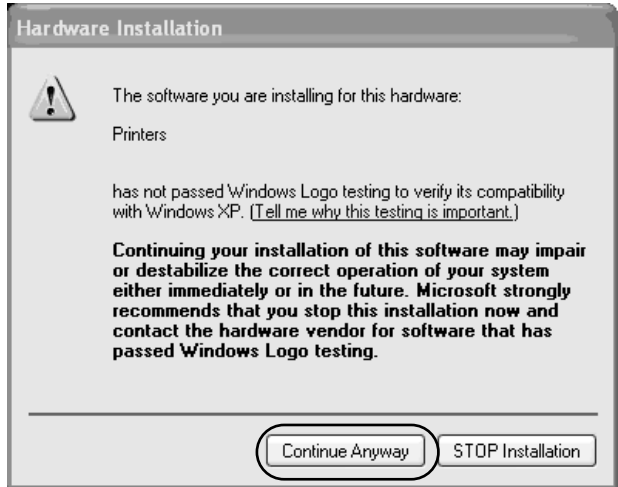 Hardware Installation
The software you are installing for this hardware:
Printers
has not passed Windows Logo testing to verify its compatibility
with Windows XP. (Tell me why this testing is important.)
Continuing your installation of this software may impair
or destabilize the correct operation of your system
either immediately or in the future. Microsoft strongly
recommends that you stop this installation now and
contact the hardware vendor for software that has
passed Windows Logo testing.
Continue Anyway
STOP Installation